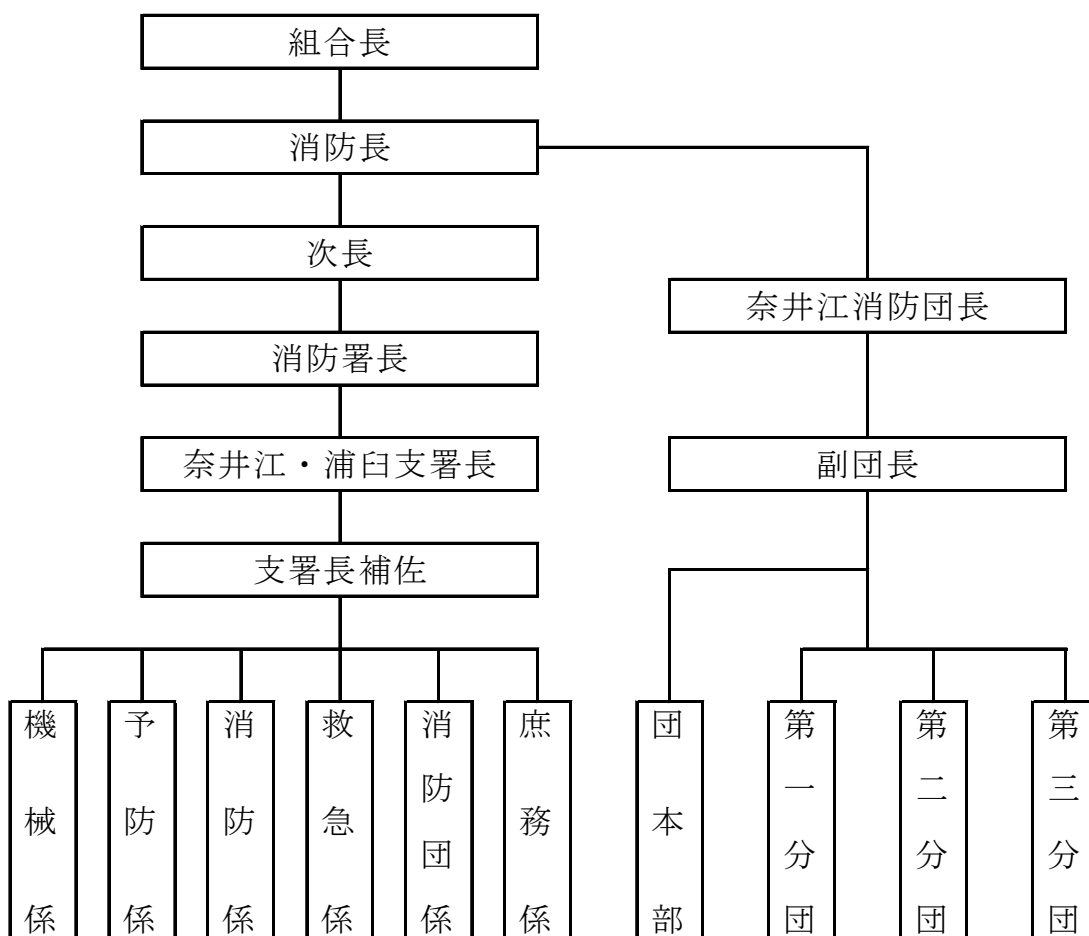 組合長
消防長
次長
奈井江消防団長
消防署長
奈井江・浦臼支署長
副団長
支署長補佐
機械係
予防係
消防係
救急係
消防団係
庶務係
団本部
第一分団
第二分団
第三分団